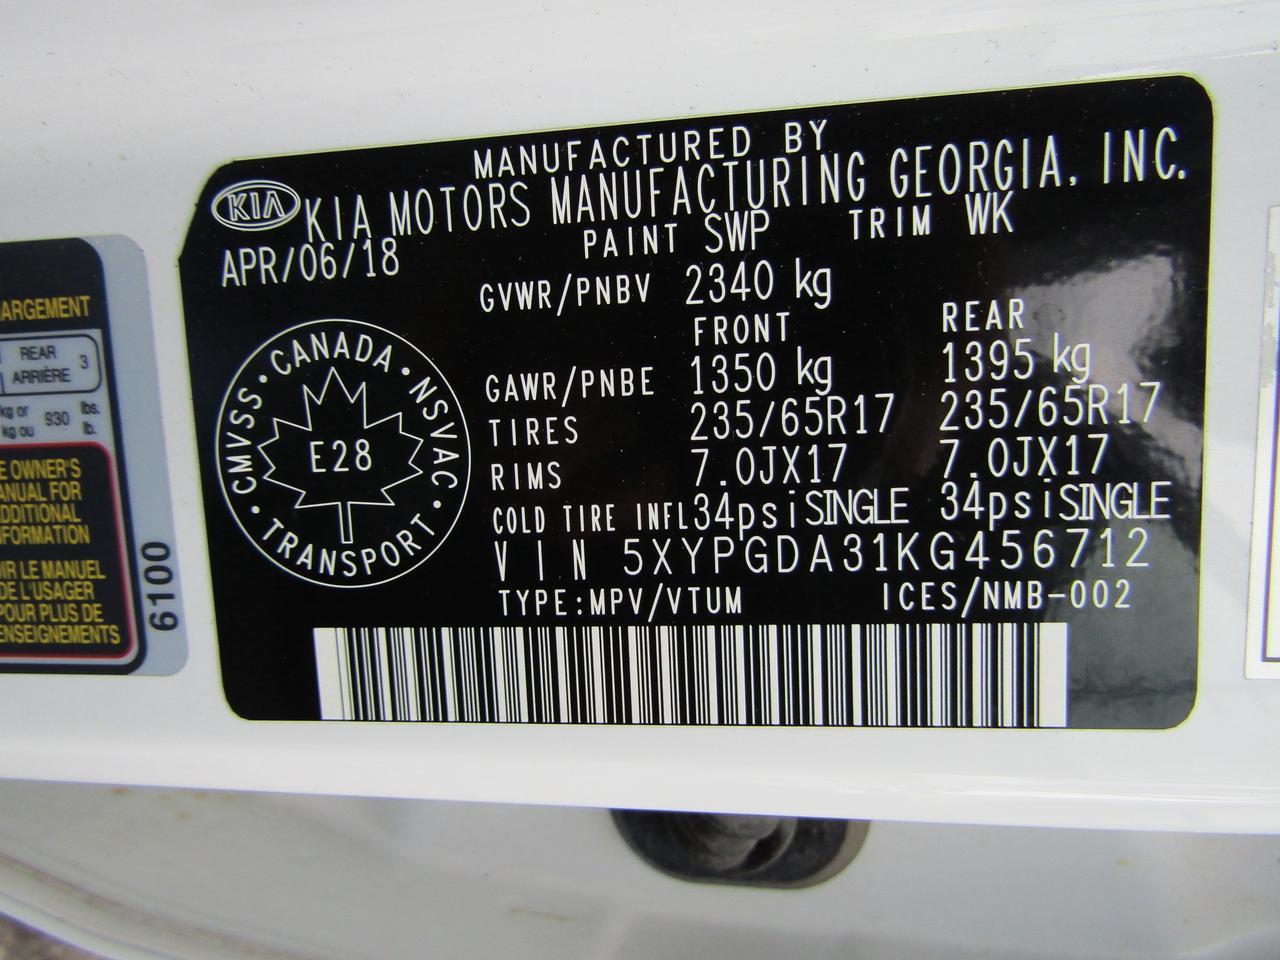 MANUFACTURED BY
KIA KIA MOTORS MANUFACTURING GEORGIA, INC.
APR/06/18 PAINT SWP TRIM WK
GVWR/PNBV 2340 kg
FRONT REAR
GAWR/PNBE 1350 kg 1395 kg
TIRES 235/65R17 235/65R17
RIMS 7.0JX17 7.0JX17
COLD TIRE INFL 34psiSINGLE 34psiSINGLE
VIN 5XYPGDA31KG456712
TYPE:MPV/VTUM ICES/NMB-002
CANADA · NSVAC · TRANSPORT · CMVSS ·
E28
ARGEMENT
REAR 3
ARRIÈRE
kg or 930 lbs.
kg ou lb.
E OWNER'S
ANUAL FOR
DDITIONAL
FORMATION
IR LE MANUEL
DE L'USAGER
POUR PLUS DE
ENSEIGNEMENTS
6100